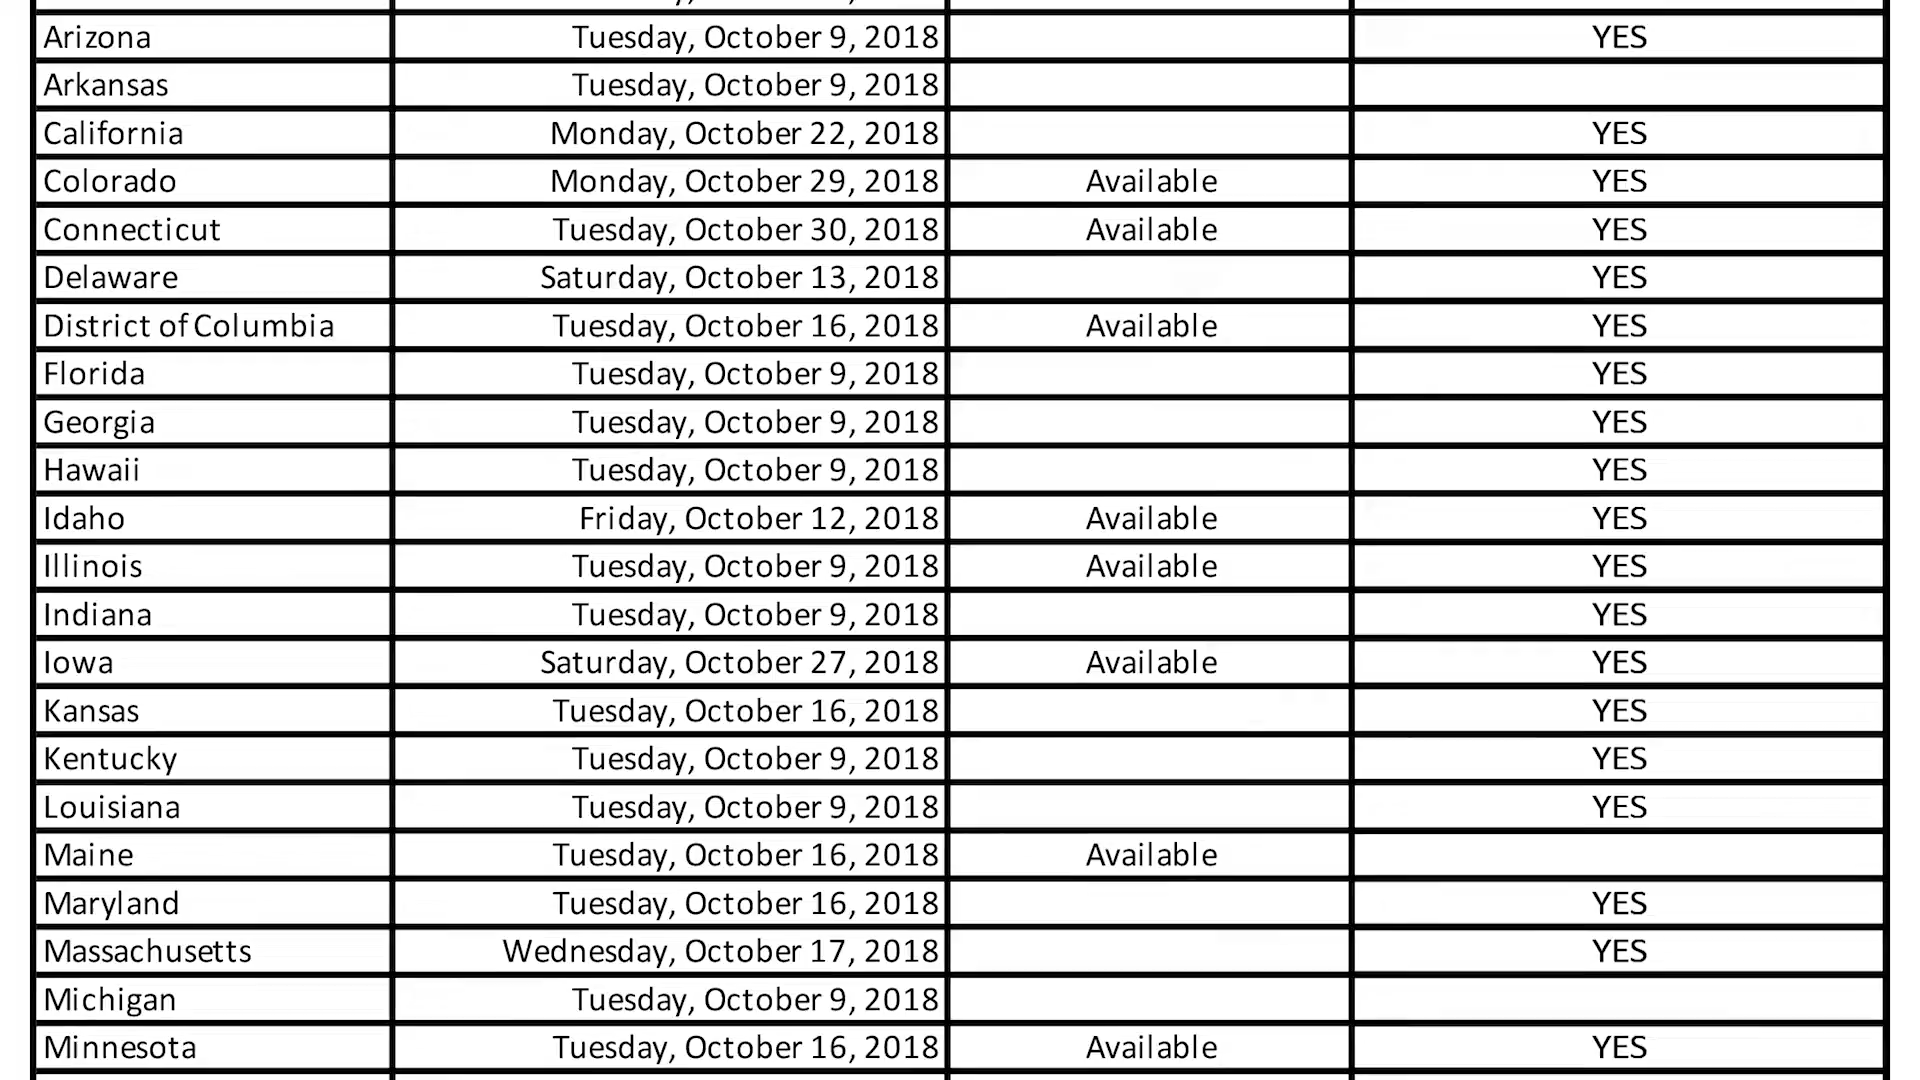 Arizona Tuesday, October 9, 2018 YES
Arkansas Tuesday, October 9, 2018
California Monday, October 22, 2018 YES
Colorado Monday, October 29, 2018 Available YES
Connecticut Tuesday, October 30, 2018 Available YES
Delaware Saturday, October 13, 2018 YES
District of Columbia Tuesday, October 16, 2018 Available YES
Florida Tuesday, October 9, 2018 YES
Georgia Tuesday, October 9, 2018 YES
Hawaii Tuesday, October 9, 2018 YES
Idaho Friday, October 12, 2018 Available YES
Illinois Tuesday, October 9, 2018 Available YES
Indiana Tuesday, October 9, 2018 YES
Iowa Saturday, October 27, 2018 Available YES
Kansas Tuesday, October 16, 2018 YES
Kentucky Tuesday, October 9, 2018 YES
Louisiana Tuesday, October 9, 2018 YES
Maine Tuesday, October 16, 2018 Available
Maryland Tuesday, October 16, 2018 YES
Massachusetts Wednesday, October 17, 2018 YES
Michigan Tuesday, October 9, 2018
Minnesota Tuesday, October 16, 2018 Available YES